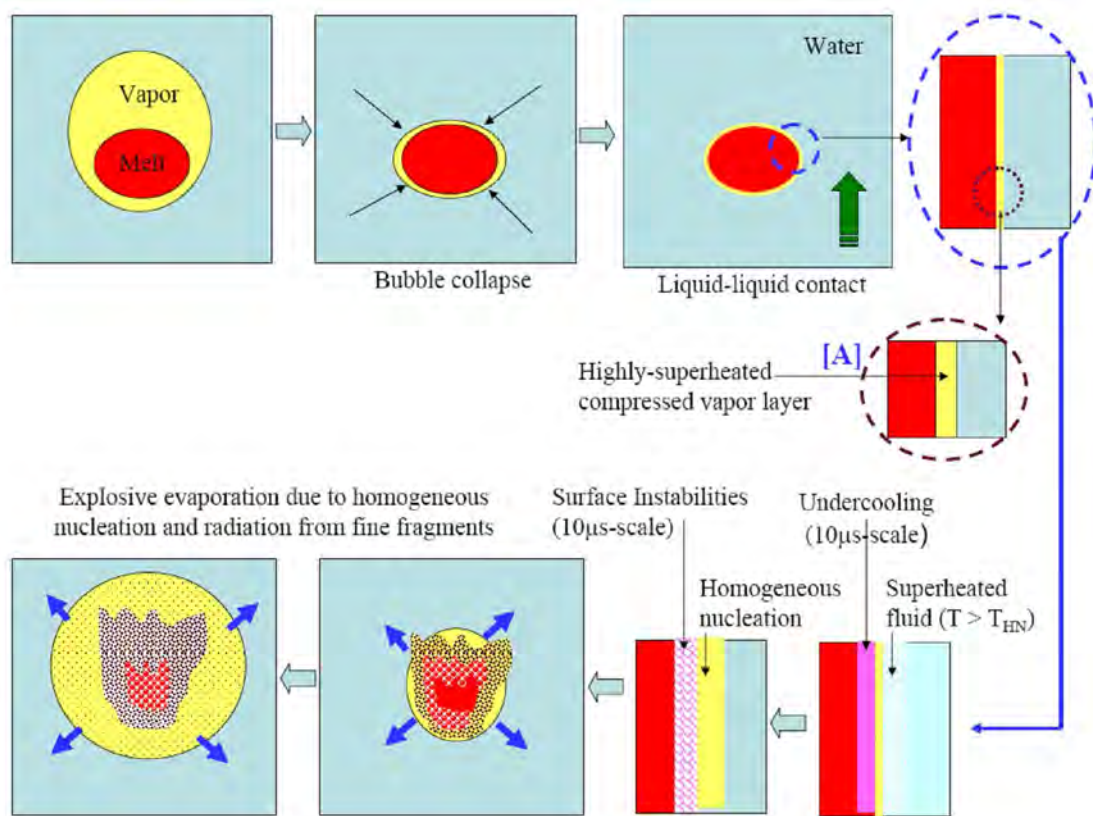 Vapor
Melt
Bubble collapse
Water
Liquid-liquid contact
[A]
Highly-superheated
compressed vapor layer
Explosive evaporation due to homogeneous
nucleation and radiation from fine fragments
Surface Instabilities
(10μs-scale)
Undercooling
(10μs-scale)
Homogeneous
nucleation
Superheated
fluid (T > THN)